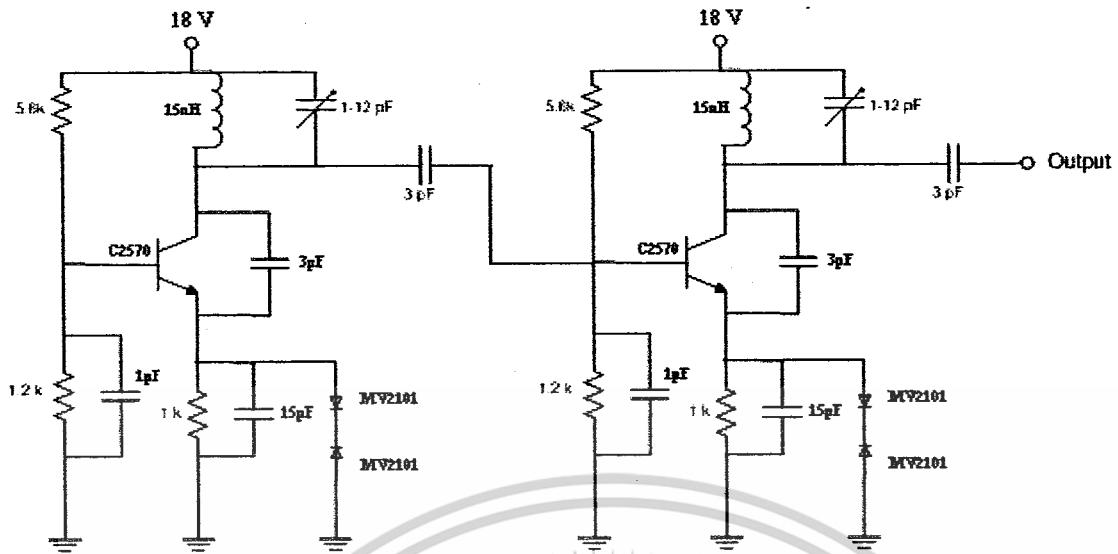 18 V
18 V
5.6k
15nH
1-12 pF
5.6k
15nH
1-12 pF
3 pF
Output
3 pF
C2570
3pF
C2570
3pF
1.2 k
1pF
1 k
15pF
MV2101
MV2101
1.2k
1pF
1 k
15pF
MV2101
MV2101